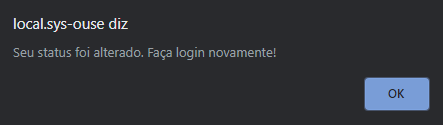 local.sys-ouse diz
Seu status foi alterado. Faça login novamente!
OK